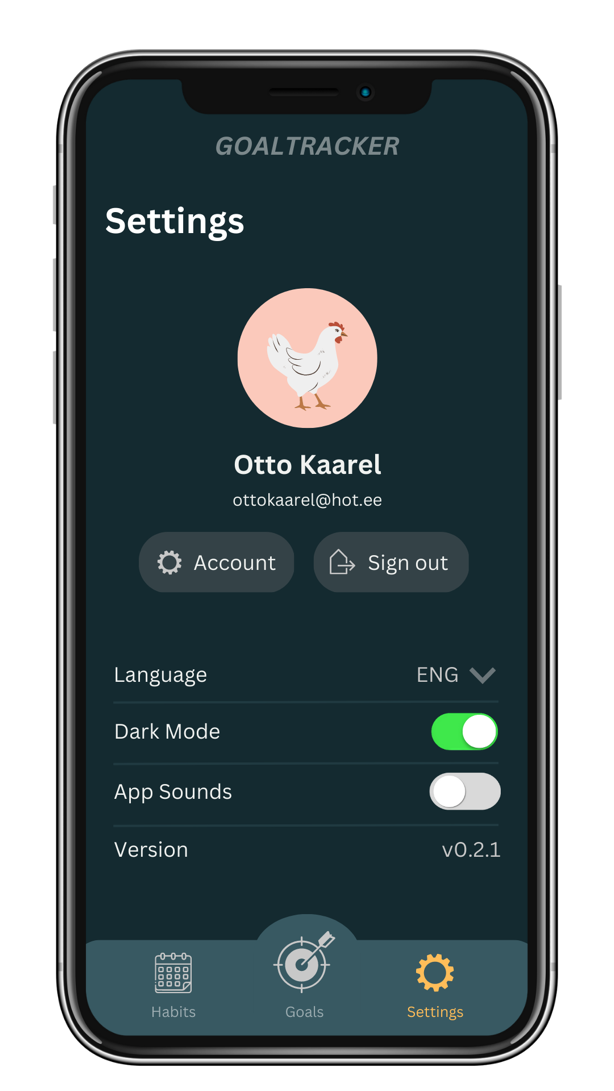 GOALTRACKER
Settings
Otto Kaarel
ottokaarel@hot.ee
Account Sign out
Language ENG
Dark Mode
App Sounds
Version v0.2.1
Habits Goals Settings